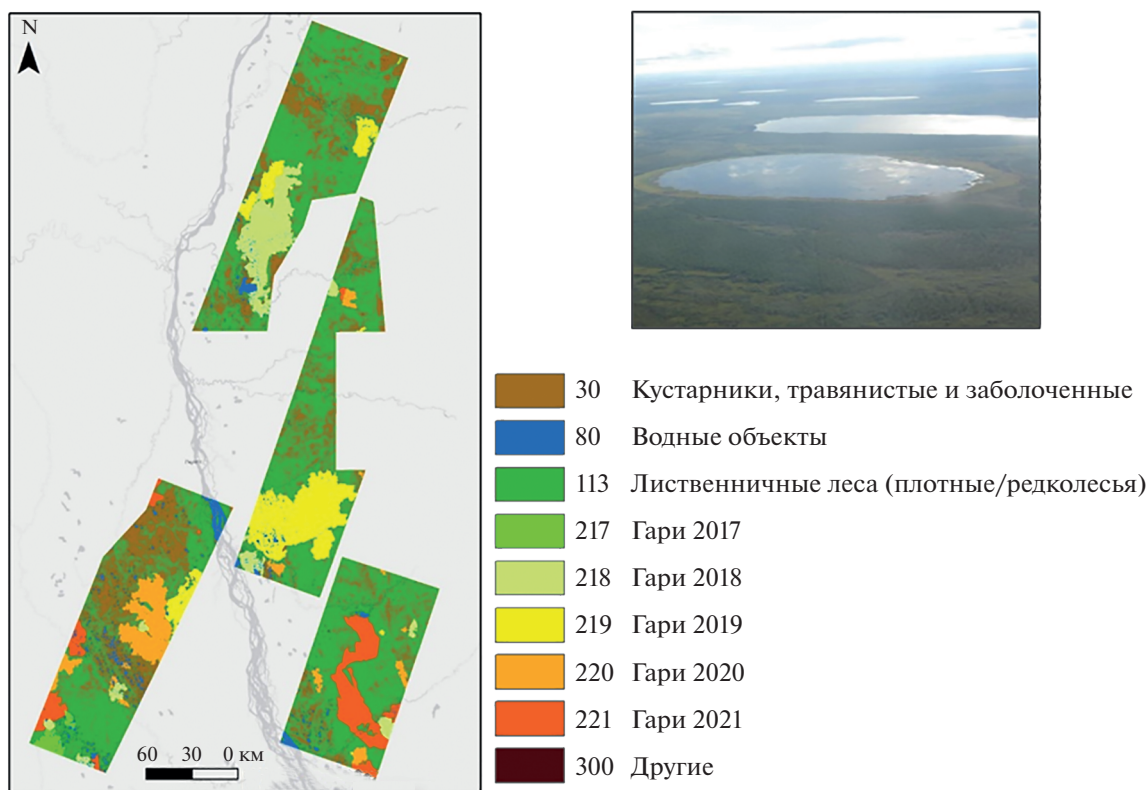 N
60 30 0 км
30 Кустарники, травянистые и заболоченные
80 Водные объекты
113 Лиственничные леса (плотные/редколесья)
217 Гари 2017
218 Гари 2018
219 Гари 2019
220 Гари 2020
221 Гари 2021
300 Другие